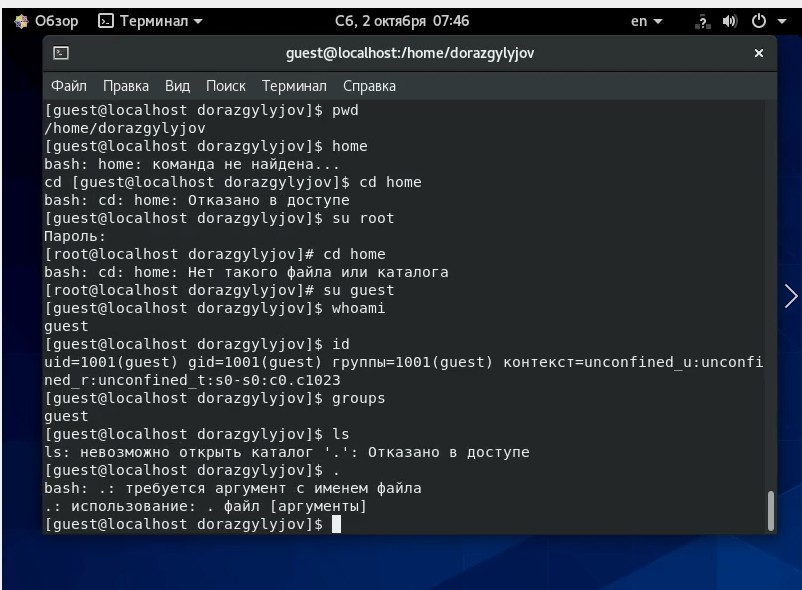 Обзор Терминал Сб, 2 октября 07:46 en
guest@localhost:/home/dorazgylyjov
Файл Правка Вид Поиск Терминал Справка
[guest@localhost dorazgylyjov]$ pwd
/home/dorazgylyjov
[guest@localhost dorazgylyjov]$ home
bash: home: команда не найдена...
cd [guest@localhost dorazgylyjov]$ cd home
bash: cd: home: Отказано в доступе
[guest@localhost dorazgylyjov]$ su root
Пароль:
[root@localhost dorazgylyjov]# cd home
bash: cd: home: Нет такого файла или каталога
[root@localhost dorazgylyjov]# su guest
[guest@localhost dorazgylyjov]$ whoami
guest
[guest@localhost dorazgylyjov]$ id
uid=1001(guest) gid=1001(guest) группы=1001(guest) контекст=unconfined_u:unconfi
ned_r:unconfined_t:s0-s0:c0.c1023
[guest@localhost dorazgylyjov]$ groups
guest
[guest@localhost dorazgylyjov]$ ls
ls: невозможно открыть каталог '.': Отказано в доступе
[guest@localhost dorazgylyjov]$ .
bash: .: требуется аргумент с именем файла
.: использование: . файл [аргументы]
[guest@localhost dorazgylyjov]$